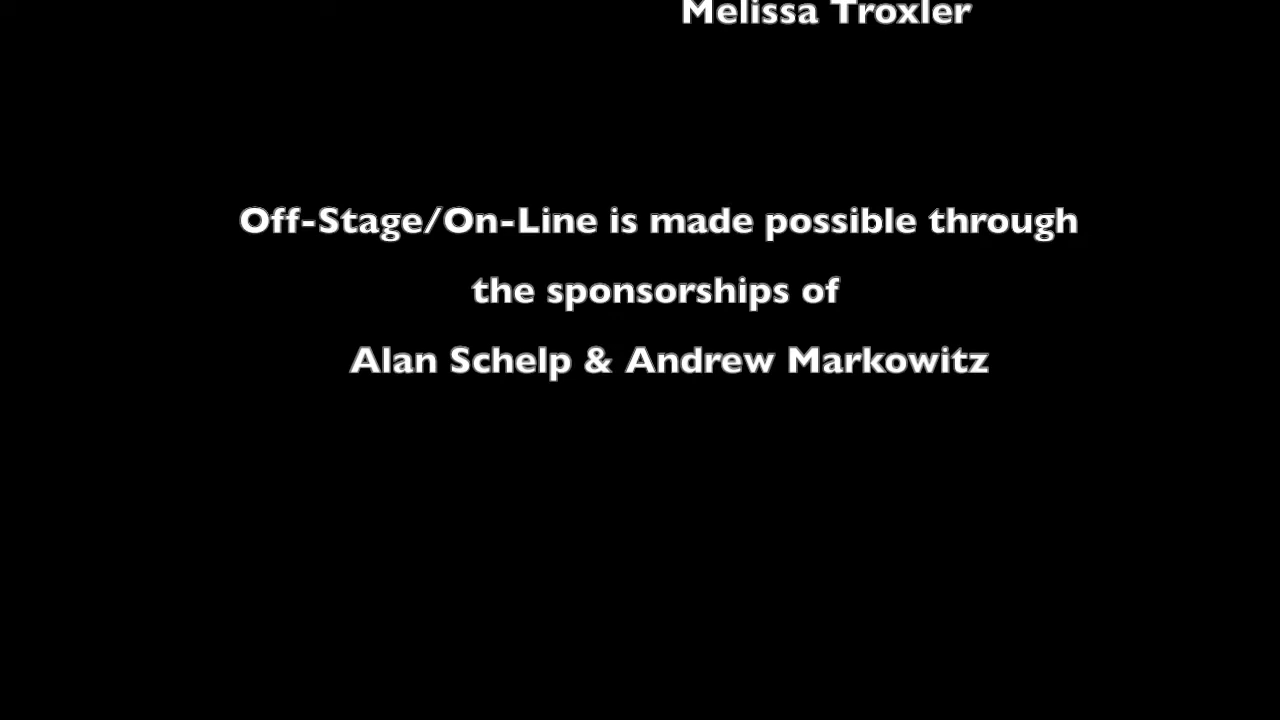 Melissa Troxler
Off-Stage/On-Line is made possible through
the sponsorships of
Alan Schelp & Andrew Markowitz